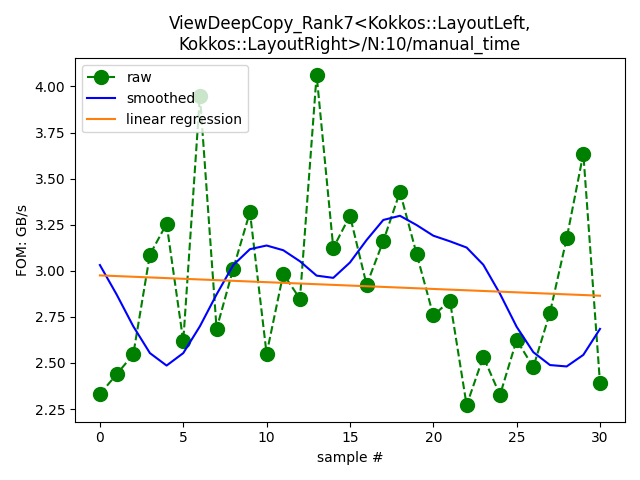 ViewDeepCopy_Rank7<Kokkos::LayoutLeft,
Kokkos::LayoutRight>/N:10/manual_time
raw
smoothed
linear regression
FOM: GB/s
4.00
3.75
3.50
3.25
3.00
2.75
2.50
2.25
0 5 10 15 20 25 30
sample #